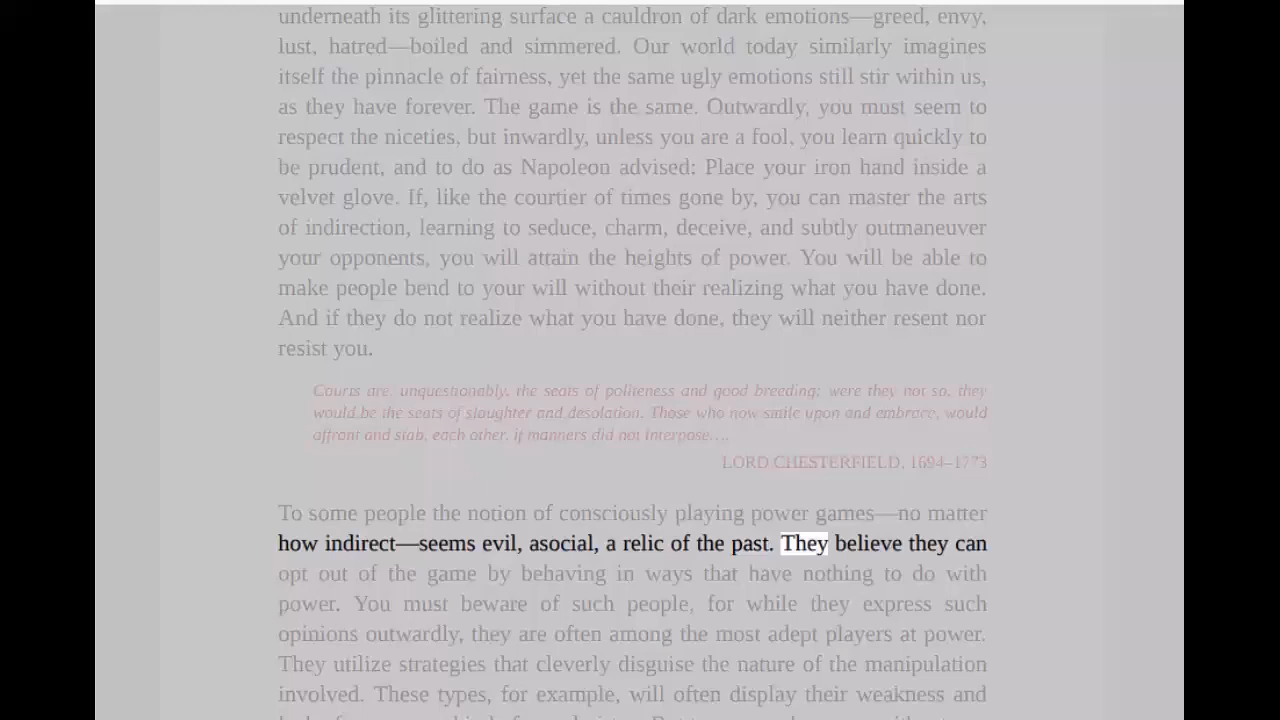 underneath its glittering surface a cauldron of dark emotions—greed, envy,
lust, hatred—boiled and simmered. Our world today similarly imagines
itself the pinnacle of fairness, yet the same ugly emotions still stir within us,
as they have forever. The game is the same. Outwardly, you must seem to
respect the niceties, but inwardly, unless you are a fool, you learn quickly to
be prudent, and to do as Napoleon advised: Place your iron hand inside a
velvet glove. If, like the courtier of times gone by, you can master the arts
of indirection, learning to seduce, charm, deceive, and subtly outmaneuver
your opponents, you will attain the heights of power. You will be able to
make people bend to your will without their realizing what you have done.
And if they do not realize what you have done, they will neither resent nor
resist you.
Courts are, unquestionably, the seats of politeness and good breeding; were they not so, they
would be the seats of slaughter and desolation. Those who now smile upon and embrace, would
affront and stab, each other, if manners did not interpose….
LORD CHESTERFIELD, 1694–1773
To some people the notion of consciously playing power games—no matter
how indirect—seems evil, asocial, a relic of the past. They believe they can
opt out of the game by behaving in ways that have nothing to do with
power. You must beware of such people, for while they express such
opinions outwardly, they are often among the most adept players at power.
They utilize strategies that cleverly disguise the nature of the manipulation
involved. These types, for example, will often display their weakness and